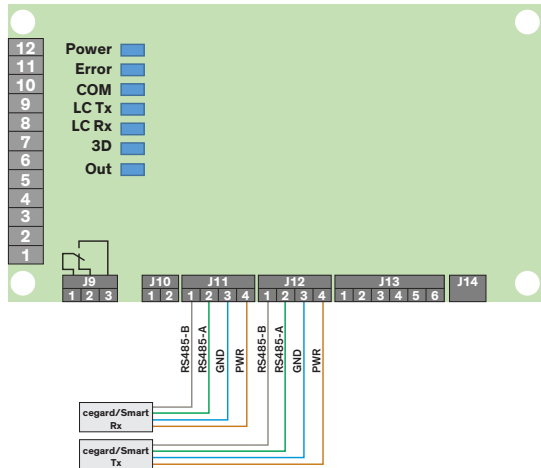 12
11
10
9
8
7
6
5
4
3
2
1
Power
Error
COM
LC Tx
LC Rx
3D
Out
J9
1 2 3
J10
1 2
J11
1 2 3 4
J12
1 2 3 4
J13
1 2 3 4 5 6
J14
RS485-B
RS485-A
GND
PWR
RS485-B
RS485-A
GND
PWR
cegard/Smart
Rx
cegard/Smart
Tx